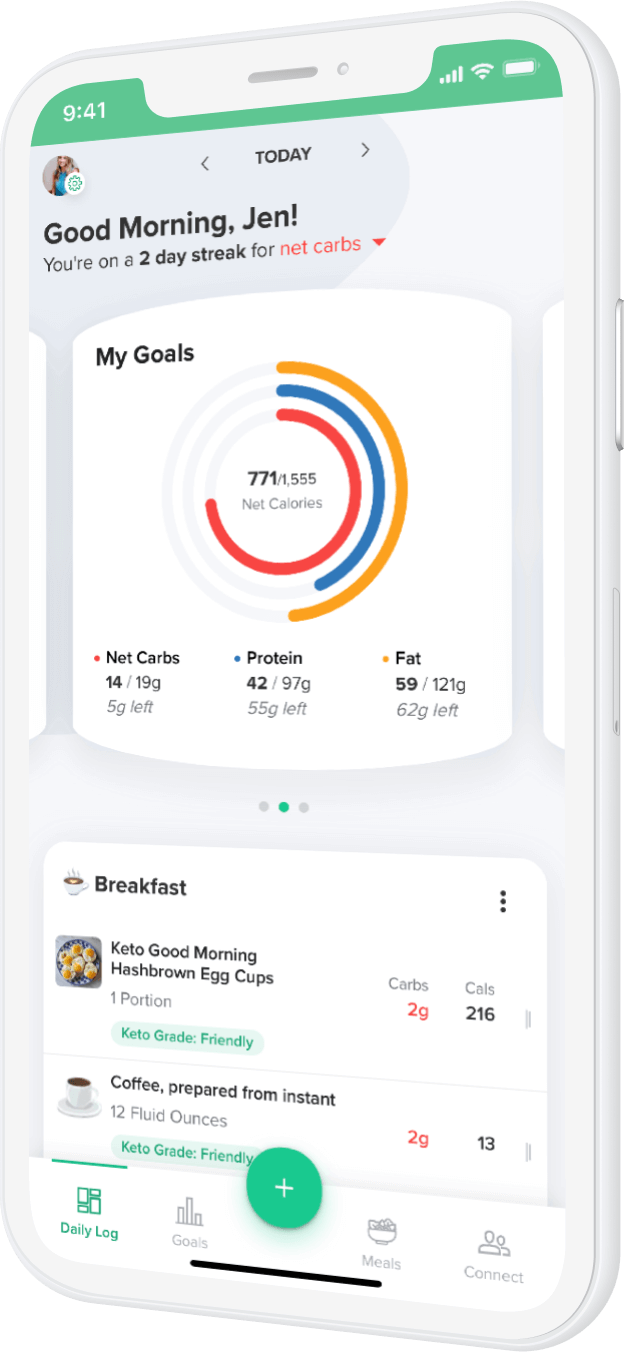 9:41
TODAY
Good Morning, Jen!
You're on a 2 day streak for net carbs
My Goals
771/1,555
Net Calories
Net Carbs
14 / 19g
5g left
Protein
42 / 97g
55g left
Fat
59 / 121g
62g left
Breakfast
Carbs
Cals
Keto Good Morning
Hashbrown Egg Cups
1 Portion
2g
216
Keto Grade: Friendly
Coffee, prepared from instant
12 Fluid Ounces
2g
13
Keto Grade: Friendly
Daily Log
Goals
+
Meals
Connect